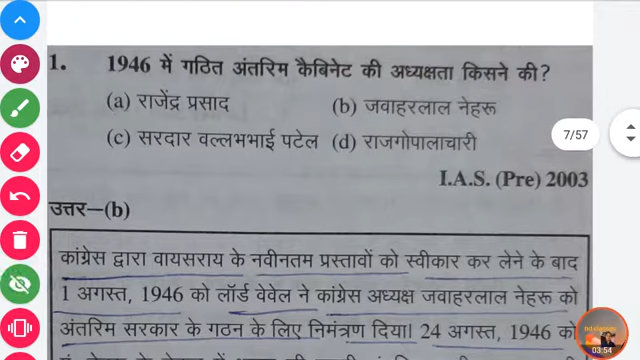 1. 1946 में गठित अंतरिम कैबिनेट की अध्यक्षता किसने की?
(a) राजेंद्र प्रसाद (b) जवाहरलाल नेहरू
(c) सरदार वल्लभभाई पटेल (d) राजगोपालाचारी
7/57
I.A.S. (Pre) 2003
उत्तर–(b)
कांग्रेस द्वारा वायसराय के नवीनतम प्रस्तावों को स्वीकार कर लेने के बाद
1 अगस्त, 1946 को लॉर्ड वेवेल ने कांग्रेस अध्यक्ष जवाहरलाल नेहरू को
अंतरिम सरकार के गठन के लिए निमंत्रण दिया। 24 अगस्त, 1946 को
03:54